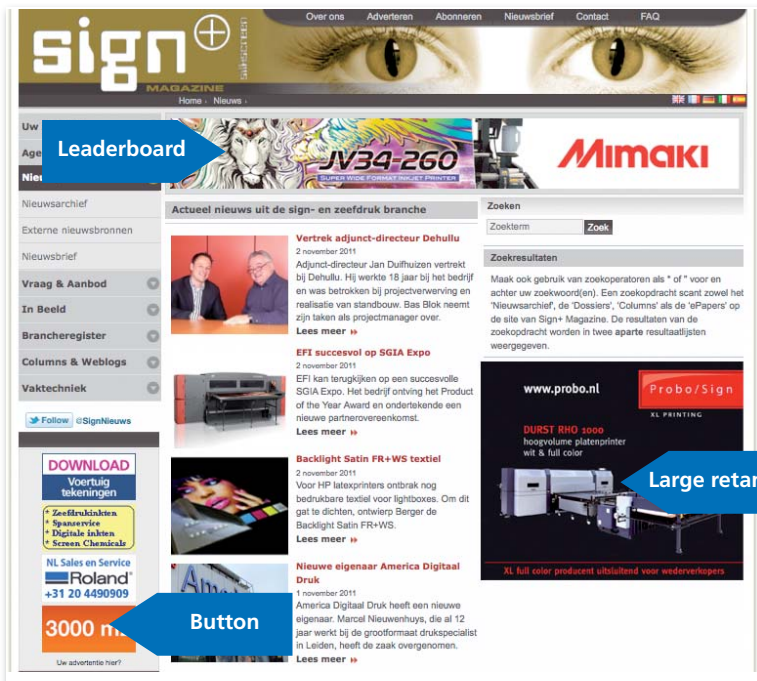 sign+
zeefscreen
MAGAZINE
Over ons Adverteren Abonneren Nieuwsbrief Contact FAQ
Home › Nieuws ›
Uw
Age
Nieu
Nieuwsarchief
Externe nieuwsbronnen
Nieuwsbrief
Vraag & Aanbod
In Beeld
Brancheregister
Columns & Weblogs
Vaktechniek
Follow @SignNieuws
DOWNLOAD
Voertuig
tekeningen
* Zeefdrukinkten
* Spanservice
* Digitale inkten
* Screen Chemicals
NL Sales en Service
Roland
+31 20 4490909
3000 m
Uw advertentie hier?
Leaderboard
JV34-260
SUPER WIDE FORMAT INKJET PRINTER
Mimaki
Actueel nieuws uit de sign- en zeefdruk branche
Vertrek adjunct-directeur Dehullu
2 november 2011
Adjunct-directeur Jan Duifhuizen vertrekt
bij Dehullu. Hij werkte 18 jaar bij het bedrijf
en was betrokken bij projectverwerving en
realisatie van standbouw. Bas Blok neemt
zijn taken als projectmanager over.
Lees meer »
EFI succesvol op SGIA Expo
2 november 2011
EFI kan terugkijken op een succesvolle
SGIA Expo. Het bedrijf ontving het Product
of the Year Award en ondertekende een
nieuwe partnerovereenkomst.
Lees meer »
Backlight Satin FR+WS textiel
2 november 2011
Voor HP latexprinters ontbrak nog
bedrukbare textiel voor lightboxes. Om dit
gat te dichten, ontwierp Berger de
Backlight Satin FR+WS.
Lees meer »
Nieuwe eigenaar America Digitaal
Druk
1 november 2011
America Digitaal Druk heeft een nieuwe
eigenaar. Marcel Nieuwenhuys, die al 12
jaar werkt bij de grootformaat drukspecialist
in Leiden, heeft de zaak overgenomen.
Lees meer »
Button
Zoeken
Zoekterm Zoek
Zoekresultaten
Maak ook gebruik van zoekoperatoren als * of " voor en
achter uw zoekwoord(en). Een zoekopdracht scant zowel het
'Nieuwsarchief', de 'Dossiers', 'Columns' als de 'ePapers' op
de site van Sign+ Magazine. De resultaten van de
zoekopdracht worden in twee aparte resultaatlijsten
weergegeven.
www.probo.nl
Probo/Sign
XL PRINTING
DURST RHO 1000
hoogvolume platenprinter
wit & full color
Large retan
XL full color producent uitsluitend voor wederverkopers